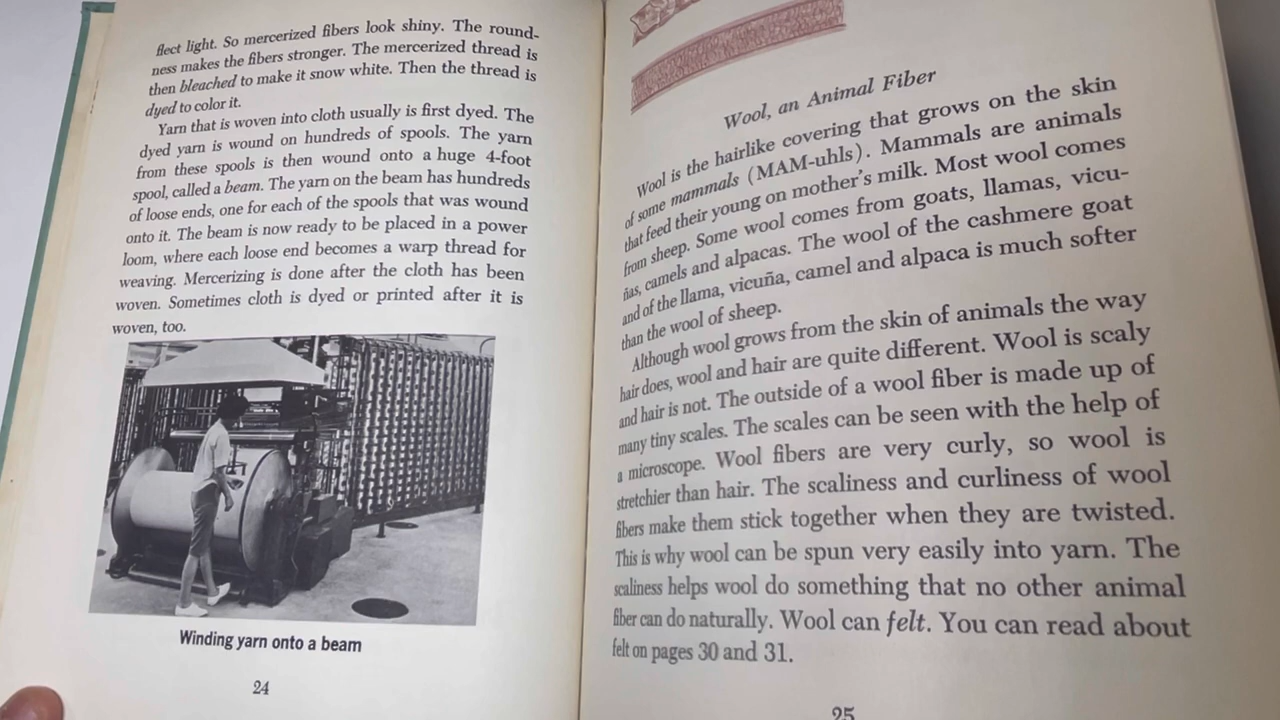 flect light. So mercerized fibers look shiny. The round-
ness makes the fibers stronger. The mercerized thread is
then bleached to make it snow white. Then the thread is
dyed to color it.
Yarn that is woven into cloth usually is first dyed. The
dyed yarn is wound on hundreds of spools. The yarn
from these spools is then wound onto a huge 4-foot
spool, called a beam. The yarn on the beam has hundreds
of loose ends, one for each of the spools that was wound
onto it. The beam is now ready to be placed in a power
loom, where each loose end becomes a warp thread for
weaving. Mercerizing is done after the cloth has been
woven. Sometimes cloth is dyed or printed after it is
woven, too.
Winding yarn onto a beam
24
Wool, an Animal Fiber
Wool is the hairlike covering that grows on the skin
of some mammals (MAM-uhls). Mammals are animals
that feed their young on mother's milk. Most wool comes
from sheep. Some wool comes from goats, llamas, vicu-
ñas, camels and alpacas. The wool of the cashmere goat
and of the llama, vicuña, camel and alpaca is much softer
than the wool of sheep.
Although wool grows from the skin of animals the way
hair does, wool and hair are quite different. Wool is scaly
and hair is not. The outside of a wool fiber is made up of
many tiny scales. The scales can be seen with the help of
a microscope. Wool fibers are very curly, so wool is
stretchier than hair. The scaliness and curliness of wool
fibers make them stick together when they are twisted.
This is why wool can be spun very easily into yarn. The
scaliness helps wool do something that no other animal
fiber can do naturally. Wool can felt. You can read about
felt on pages 30 and 31.
25